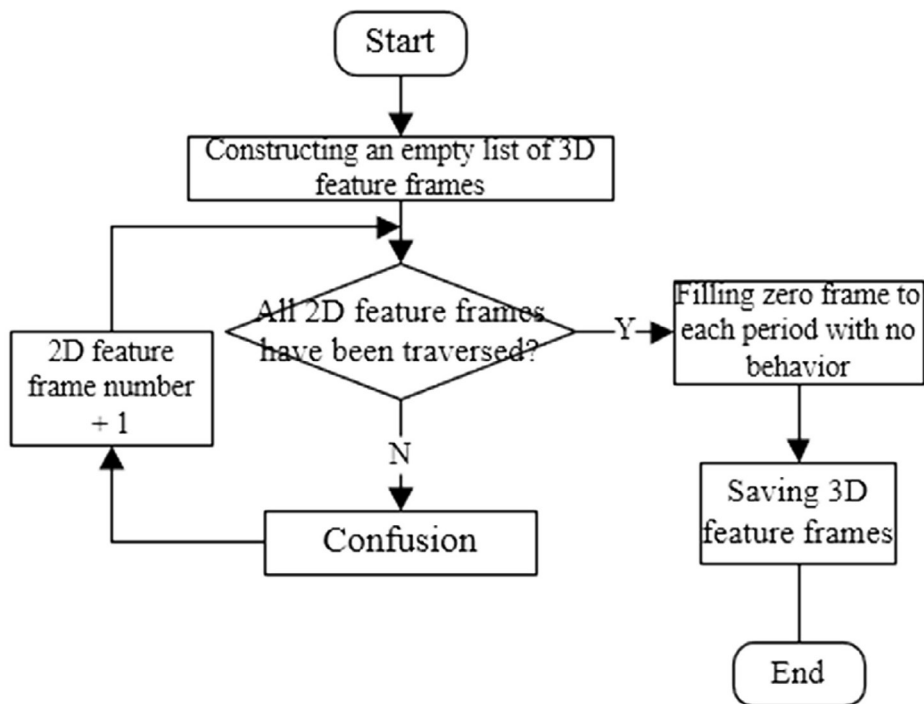 Start
Constructing an empty list of 3D
feature frames
All 2D feature frames
have been traversed?
Y
Filling zero frame to
each period with no
behavior
2D feature
frame number
+ 1
N
Confusion
Saving 3D
feature frames
End